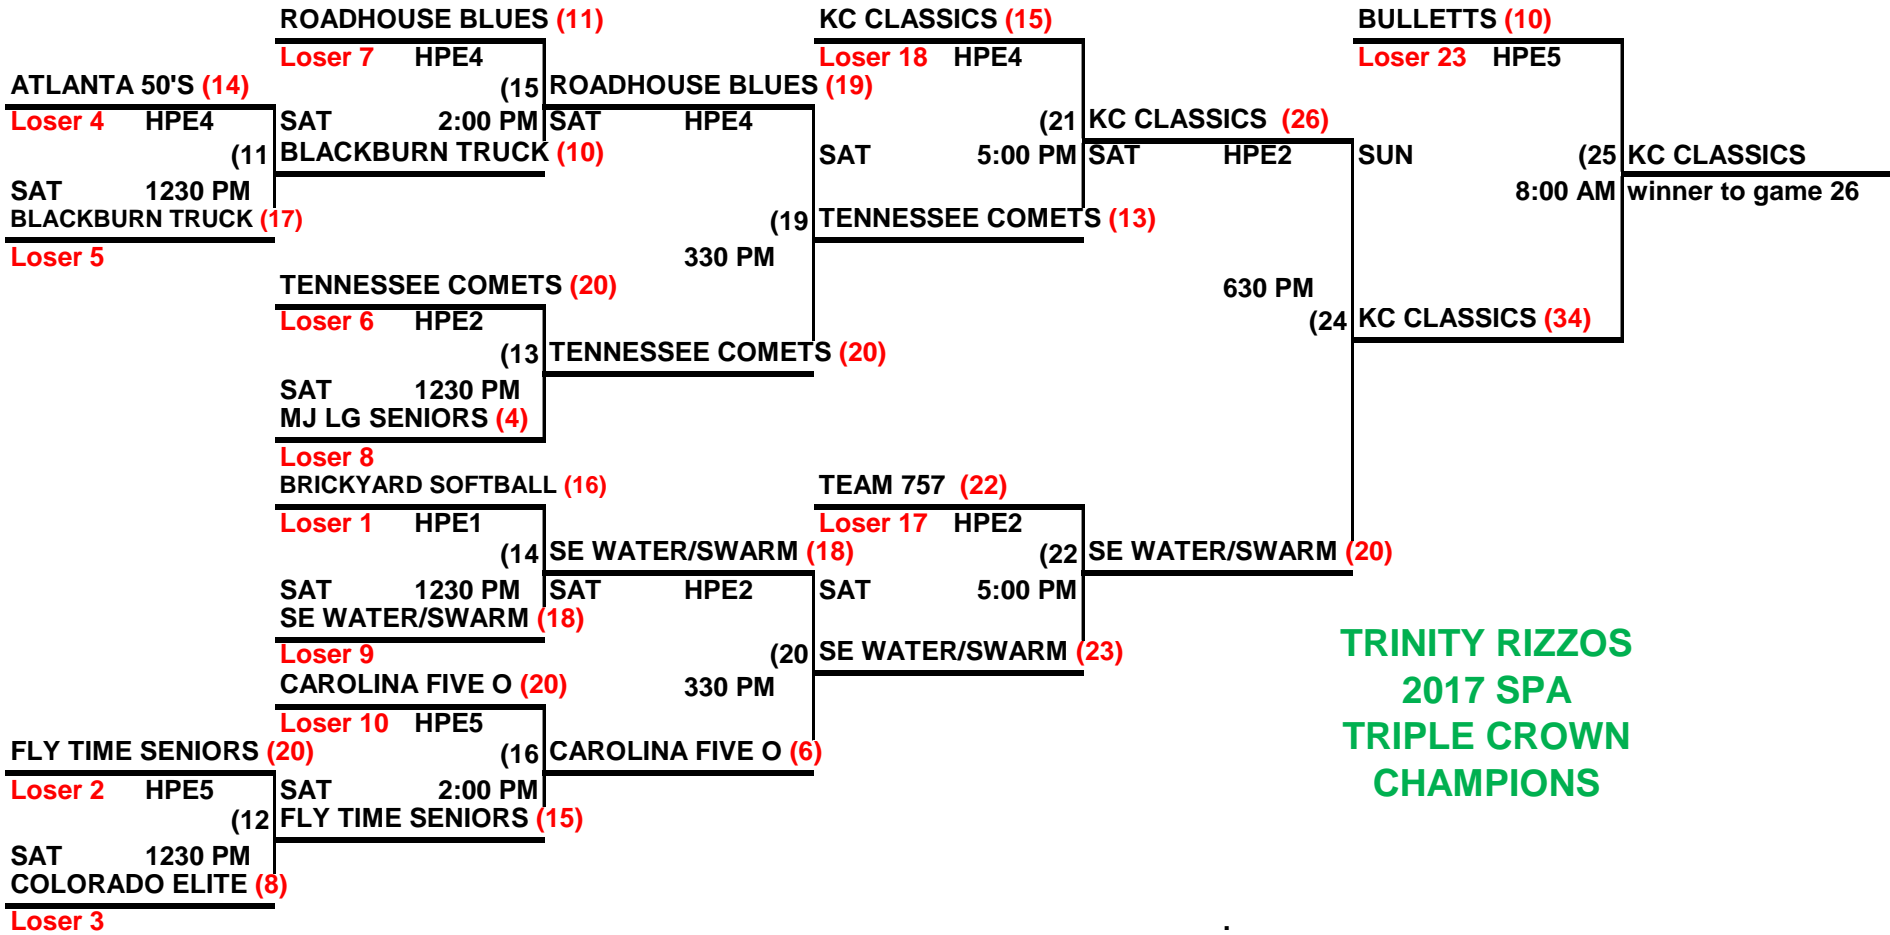 ROADHOUSE BLUES (11) KC CLASSICS (15) BULLETTS (10)
Loser 7 HPE4 Loser 18 HPE4 Loser 23 HPE5
ATLANTA 50'S (14) (15 ROADHOUSE BLUES (19)
Loser 4 HPE4 SAT 2:00 PM SAT HPE4 (21 KC CLASSICS (26)
(11 BLACKBURN TRUCK (10) SAT 5:00 PM SAT HPE2 SUN (25 KC CLASSICS
SAT 1230 PM 8:00 AM winner to game 26
BLACKBURN TRUCK (17) (19 TENNESSEE COMETS (13)
Loser 5 330 PM
TENNESSEE COMETS (20) 630 PM
Loser 6 HPE2 (24 KC CLASSICS (34)
(13 TENNESSEE COMETS (20)
SAT 1230 PM
MJ LG SENIORS (4)
Loser 8
BRICKYARD SOFTBALL (16) TEAM 757 (22)
Loser 1 HPE1 Loser 17 HPE2
(14 SE WATER/SWARM (18) (22 SE WATER/SWARM (20)
SAT 1230 PM SAT HPE2 SAT 5:00 PM
SE WATER/SWARM (18)
Loser 9 (20 SE WATER/SWARM (23) TRINITY RIZZOS
CAROLINA FIVE O (20) 330 PM 2017 SPA
Loser 10 HPE5 TRIPLE CROWN
FLY TIME SENIORS (20) (16 CAROLINA FIVE O (6)
Loser 2 HPE5 SAT 2:00 PM CHAMPIONS
(12 FLY TIME SENIORS (15)
SAT 1230 PM
COLORADO ELITE (8)
Loser 3 .